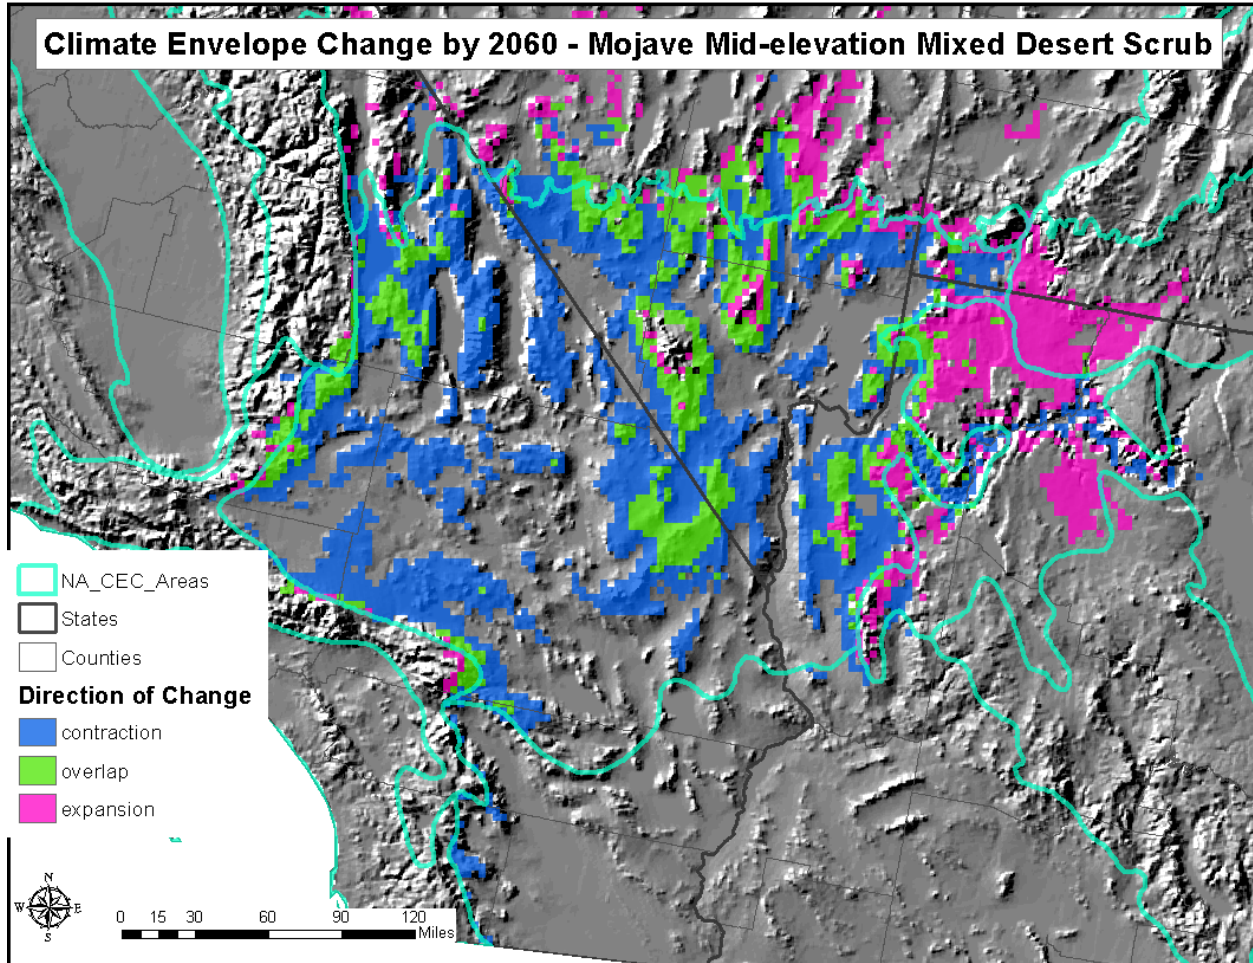 Climate Envelope Change by 2060 - Mojave Mid-elevation Mixed Desert Scrub
NA_CEC_Areas
States
Counties
Direction of Change
contraction
overlap
expansion
N
W E
S
0 15 30 60 90 120
Miles